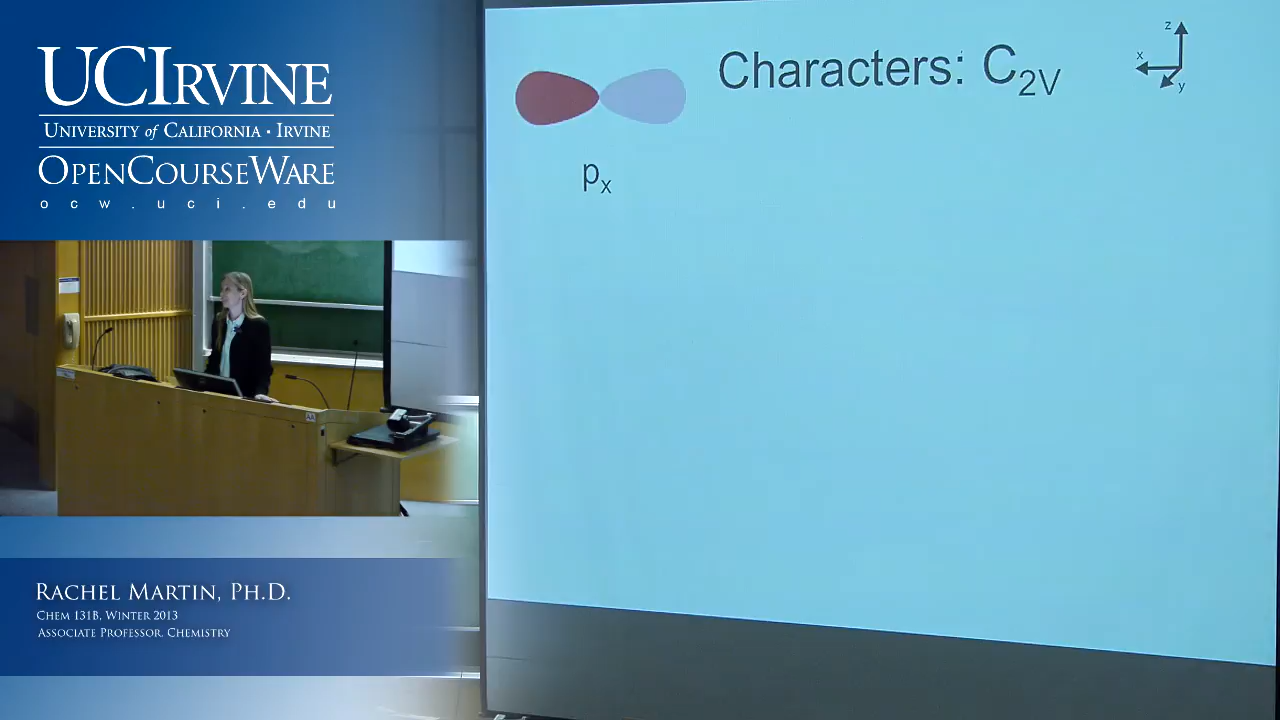 UCIRVINE
UNIVERSITY of CALIFORNIA · IRVINE
OPENCOURSEWARE
ocw.uci.edu
RACHEL MARTIN, PH.D.
CHEM 131B, WINTER 2013
ASSOCIATE PROFESSOR, CHEMISTRY
Characters: C2V
z
x
y
px